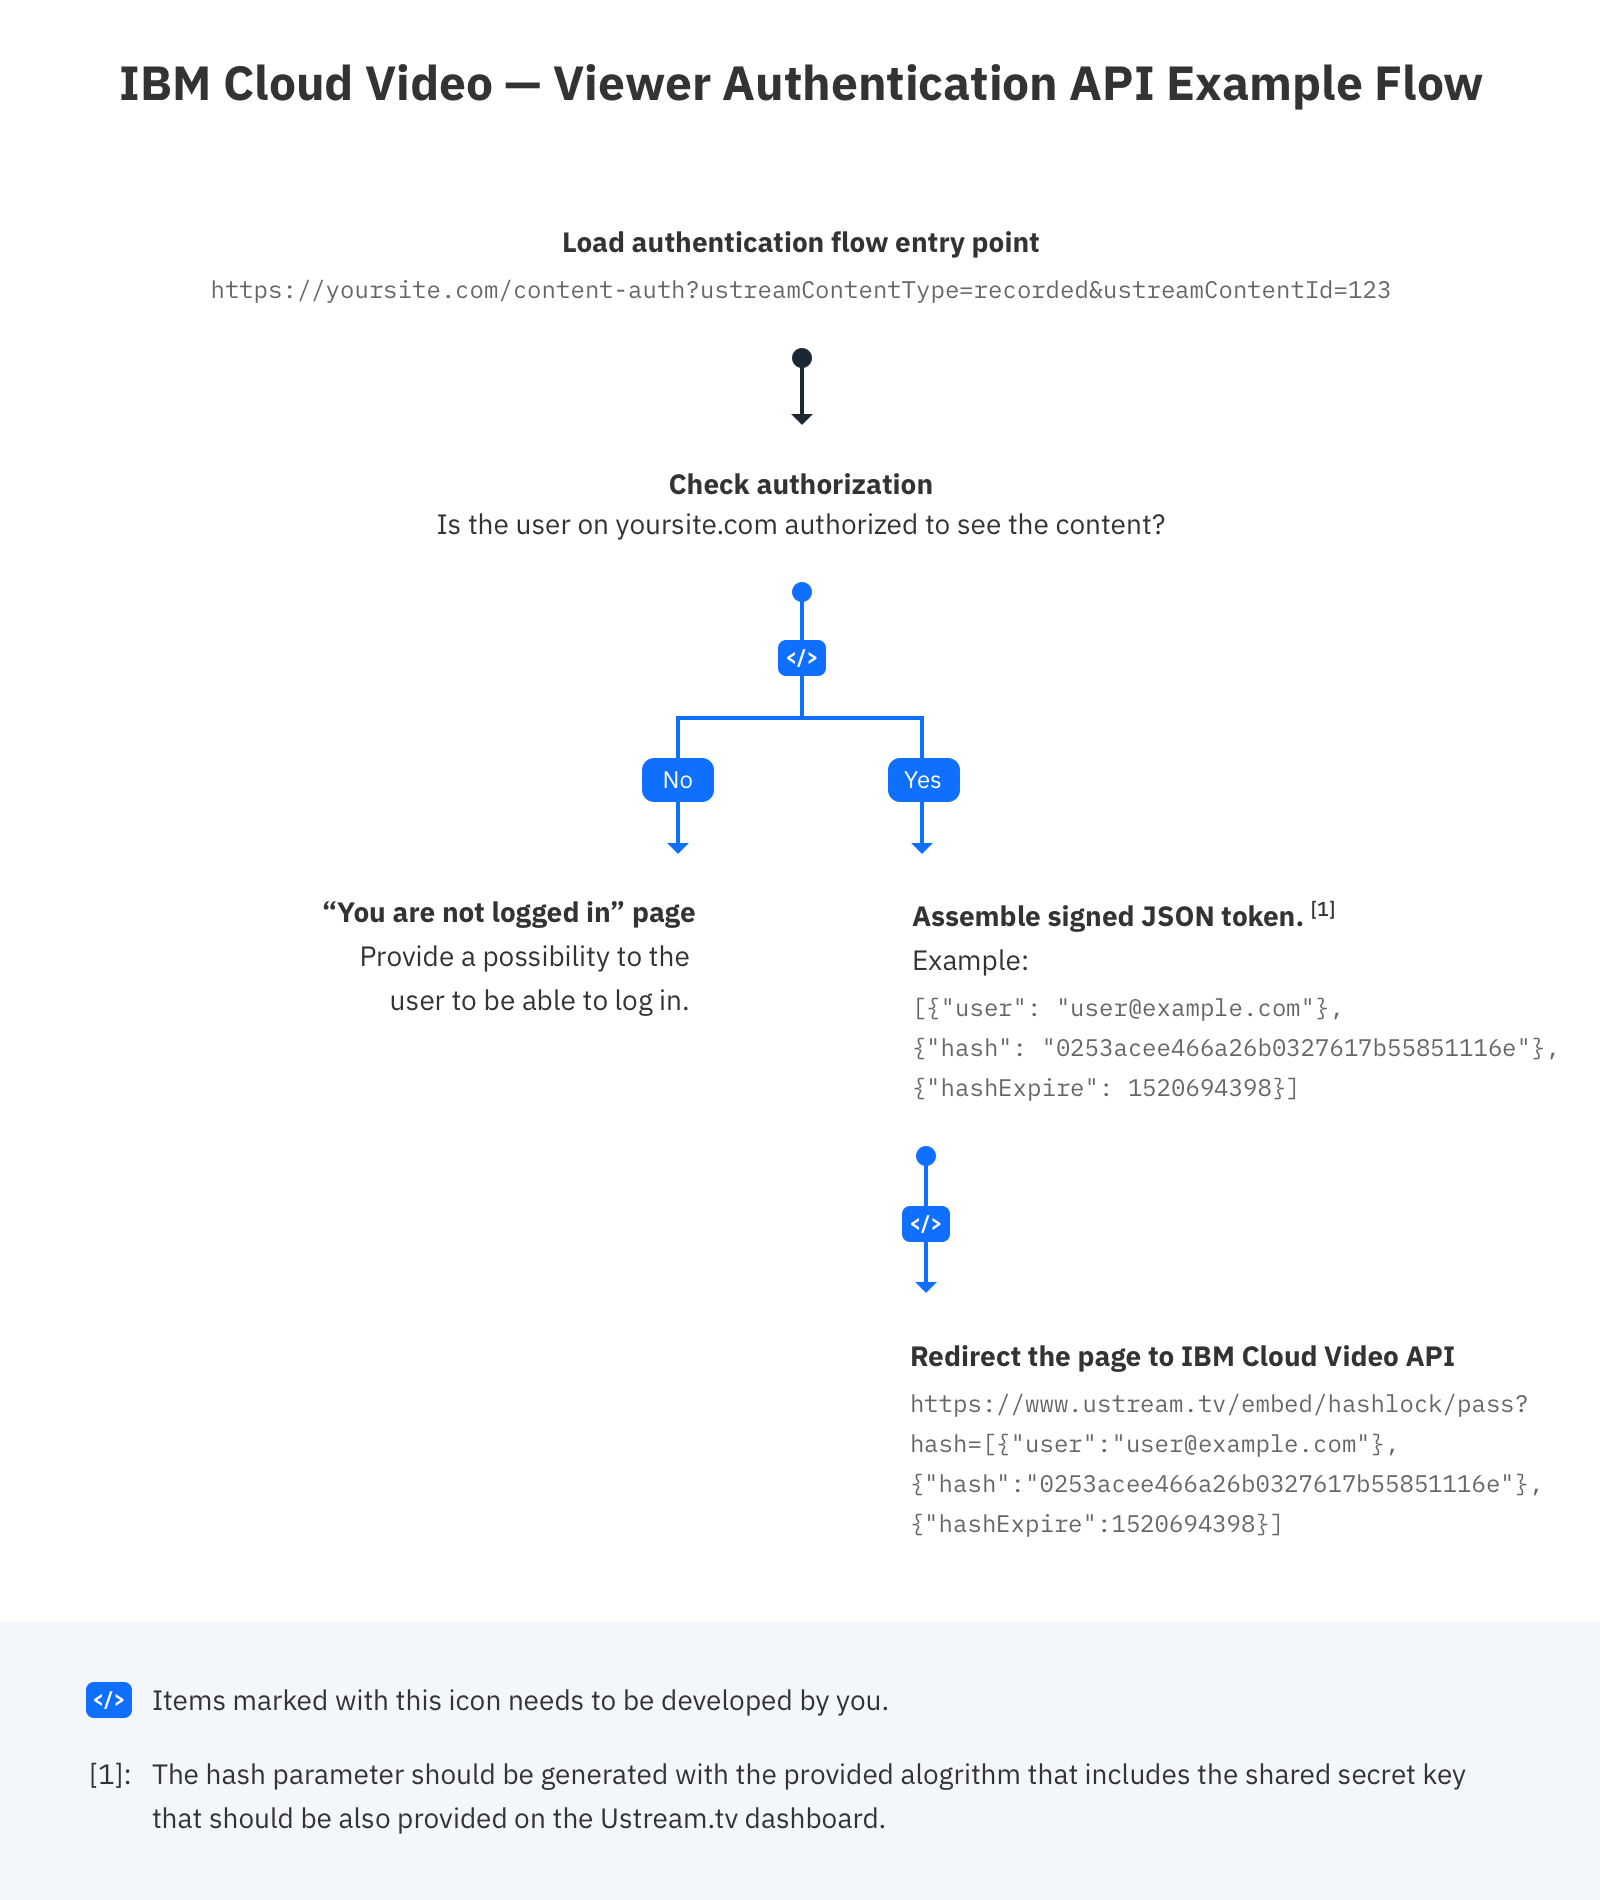 IBM Cloud Video — Viewer Authentication API Example Flow
Load authentication flow entry point
https://yoursite.com/content-auth?ustreamContentType=recorded&ustreamContentId=123
Check authorization
Is the user on yoursite.com authorized to see the content?
</>
No
Yes
“You are not logged in” page
Provide a possibility to the
user to be able to log in.
Assemble signed JSON token. [1]
Example:
[{"user": "user@example.com"},
{"hash": "0253acee466a26b0327617b55851116e"},
{"hashExpire": 1520694398}]
</>
Redirect the page to IBM Cloud Video API
https://www.ustream.tv/embed/hashlock/pass?
hash=[{"user":"user@example.com"},
{"hash":"0253acee466a26b0327617b55851116e"},
{"hashExpire":1520694398}]
</> Items marked with this icon needs to be developed by you.
[1]: The hash parameter should be generated with the provided alogrithm that includes the shared secret key
that should be also provided on the Ustream.tv dashboard.